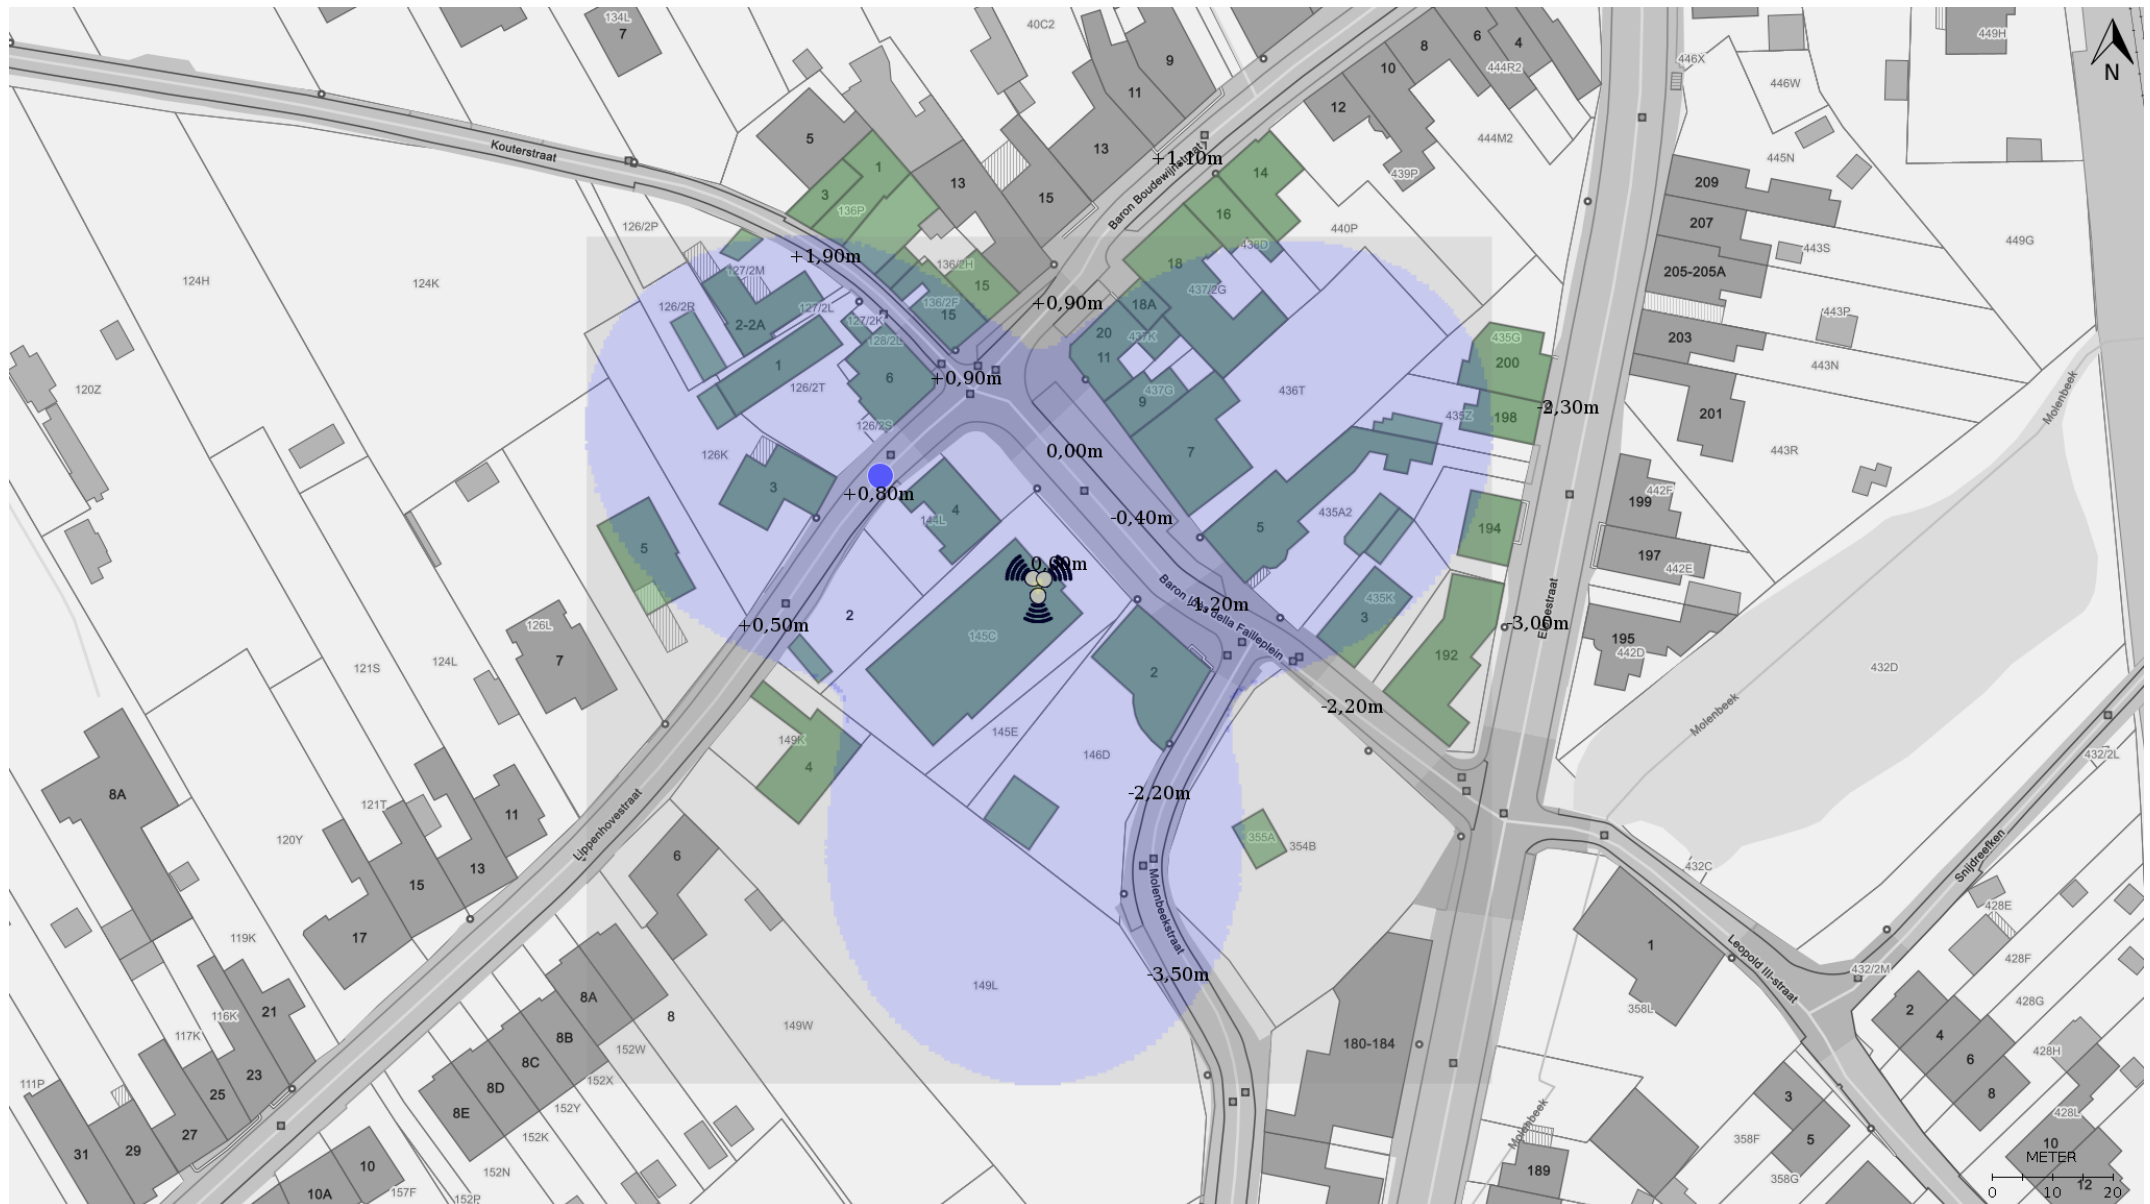 134L
7
40C2
9
11
13
6
4
8
444R2
10
12
446X
449H
N
446W
444M2
445N
Kouterstraat
5
1
3
136P
13
15
+1,10m
Baron Boudewijnstraat
14
439P
209
16
207
443S
449G
126/2P
440P
438D
136/2H
+1,90m
18
205-205A
124H
124K
127/2M
15
437/2G
+0,90m
18A
126/2R
127/2L
136/2F
15
2-2A
127/2K
20
437K
443P
128/2L
11
435G
203
200
443N
1
126/2T
6
+0,90m
9
437G
436T
120Z
198
435Z
-2,30m
201
Molenbeek
126/2S
126K
0,00m
7
443R
3
+0,80m
442F
199
4
144L
-0,40m
435A2
5
194
5
0,00m
197
442E
Baron
della Failleplein
-1,20m
435K
3
2
-3,00m
126L
+0,50m
145C
195
442D
192
7
124L
121S
2
432D
-2,20m
Molenbeek
145E
146D
149K
4
432/2L
8A
-2,20m
121T
11
120Y
Lippenhovestraat
355A
354B
6
13
15
432C
Snijdreefken
428E
Molenbeekstraat
17
119K
1
Leopold III-straat
428F
432/2M
-3,50m
149L
8A
21
116K
8
149W
428G
358L
2
117K
8B
4
180-184
152W
428H
8C
6
23
152X
111P
8D
25
8
3
152Y
8E
428L
27
152K
358F
5
Molenbeek
29
31
10
METER
10
189
152N
12
358G
10A
157F
152P
0
10
20